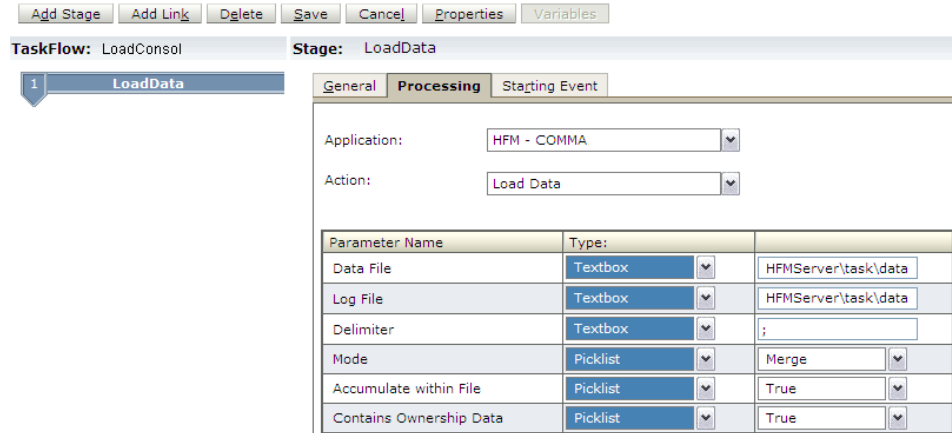 Add Stage Add Link Delete Save Cancel Properties Variables
TaskFlow: LoadConsol Stage: LoadData
1 LoadData General Processing Starting Event
Application: HFM - COMMA
Action: Load Data
Parameter Name Type:
Data File Textbox HFMServer\task\data
Log File Textbox HFMServer\task\data
Delimiter Textbox ;
Mode Picklist Merge
Accumulate within File Picklist True
Contains Ownership Data Picklist True